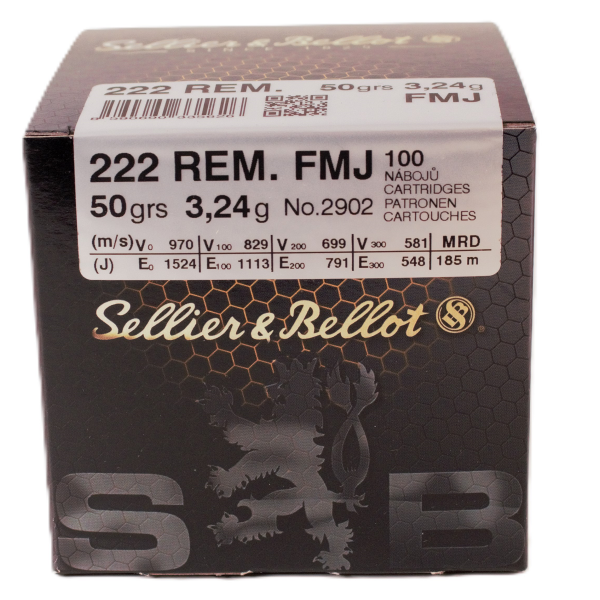 Sellier & Bellot
SINCE 1825
222 REM. 50grs 3,24g
FMJ
222 REM. FMJ 100
NÁBOJŮ
CARTRIDGES
50grs 3,24g No.2902 PATRONEN
CARTOUCHES
(m/s) V0 970 V100 829 V200 699 V300 581 MRD
(J) E0 1524 E100 1113 E200 791 E300 548 185 m
Sellier & Bellot SB
S B